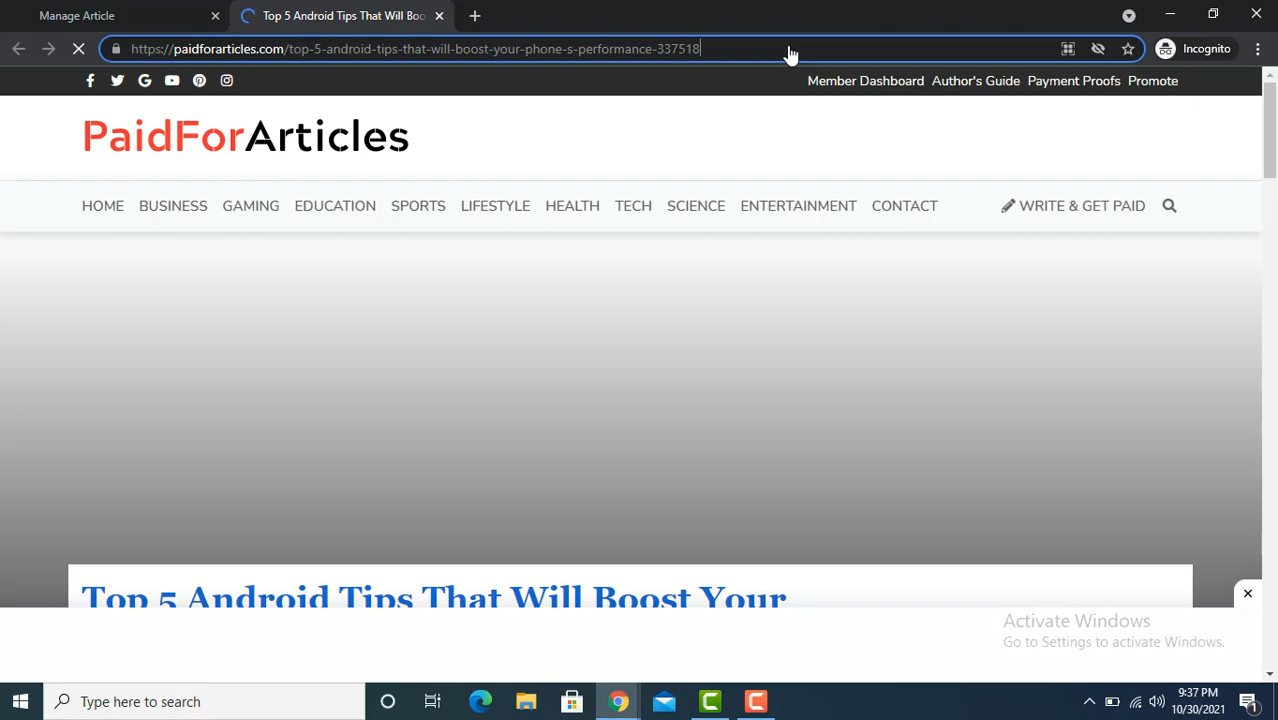 Manage Article
Top 5 Android Tips That Will Boo
https://paidforarticles.com/top-5-android-tips-that-will-boost-your-phone-s-performance-337518
Incognito
Member Dashboard Author's Guide Payment Proofs Promote
PaidForArticles
HOME BUSINESS GAMING EDUCATION SPORTS LIFESTYLE HEALTH TECH SCIENCE ENTERTAINMENT CONTACT WRITE & GET PAID
Top 5 Android Tips That Will Boost Your
Activate Windows
Go to Settings to activate Windows.
Type here to search
9:37 PM
10/30/2021
1